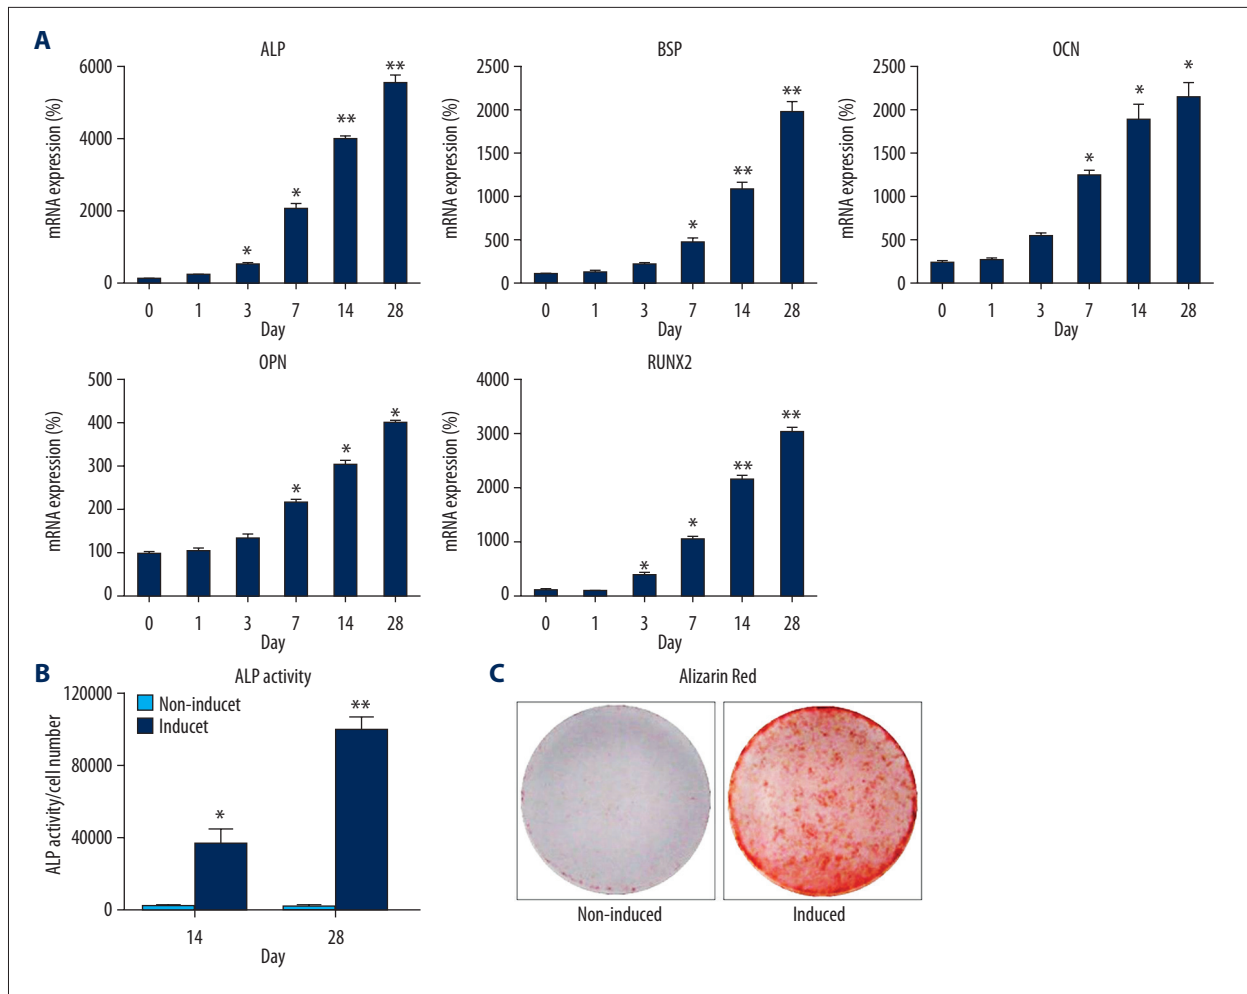 A
ALP
mRNA expression (%)
6000
4000
2000
0
* ** **
*
0 1 3 7 14 28
Day
BSP
mRNA expression (%)
2500
2000
1500
1000
500
0
* ** **
0 1 3 7 14 28
Day
OCN
mRNA expression (%)
2500
2000
1500
1000
500
0
* * *
0 1 3 7 14 28
Day
OPN
mRNA expression (%)
500
400
300
200
100
0
* * *
0 1 3 7 14 28
Day
RUNX2
mRNA expression (%)
4000
3000
2000
1000
0
* * ** **
0 1 3 7 14 28
Day
B
ALP activity
ALP activity/cell number
120000
80000
40000
0
Non-inducet
Inducet
* **
14 28
Day
C
Alizarin Red
Non-induced
Induced